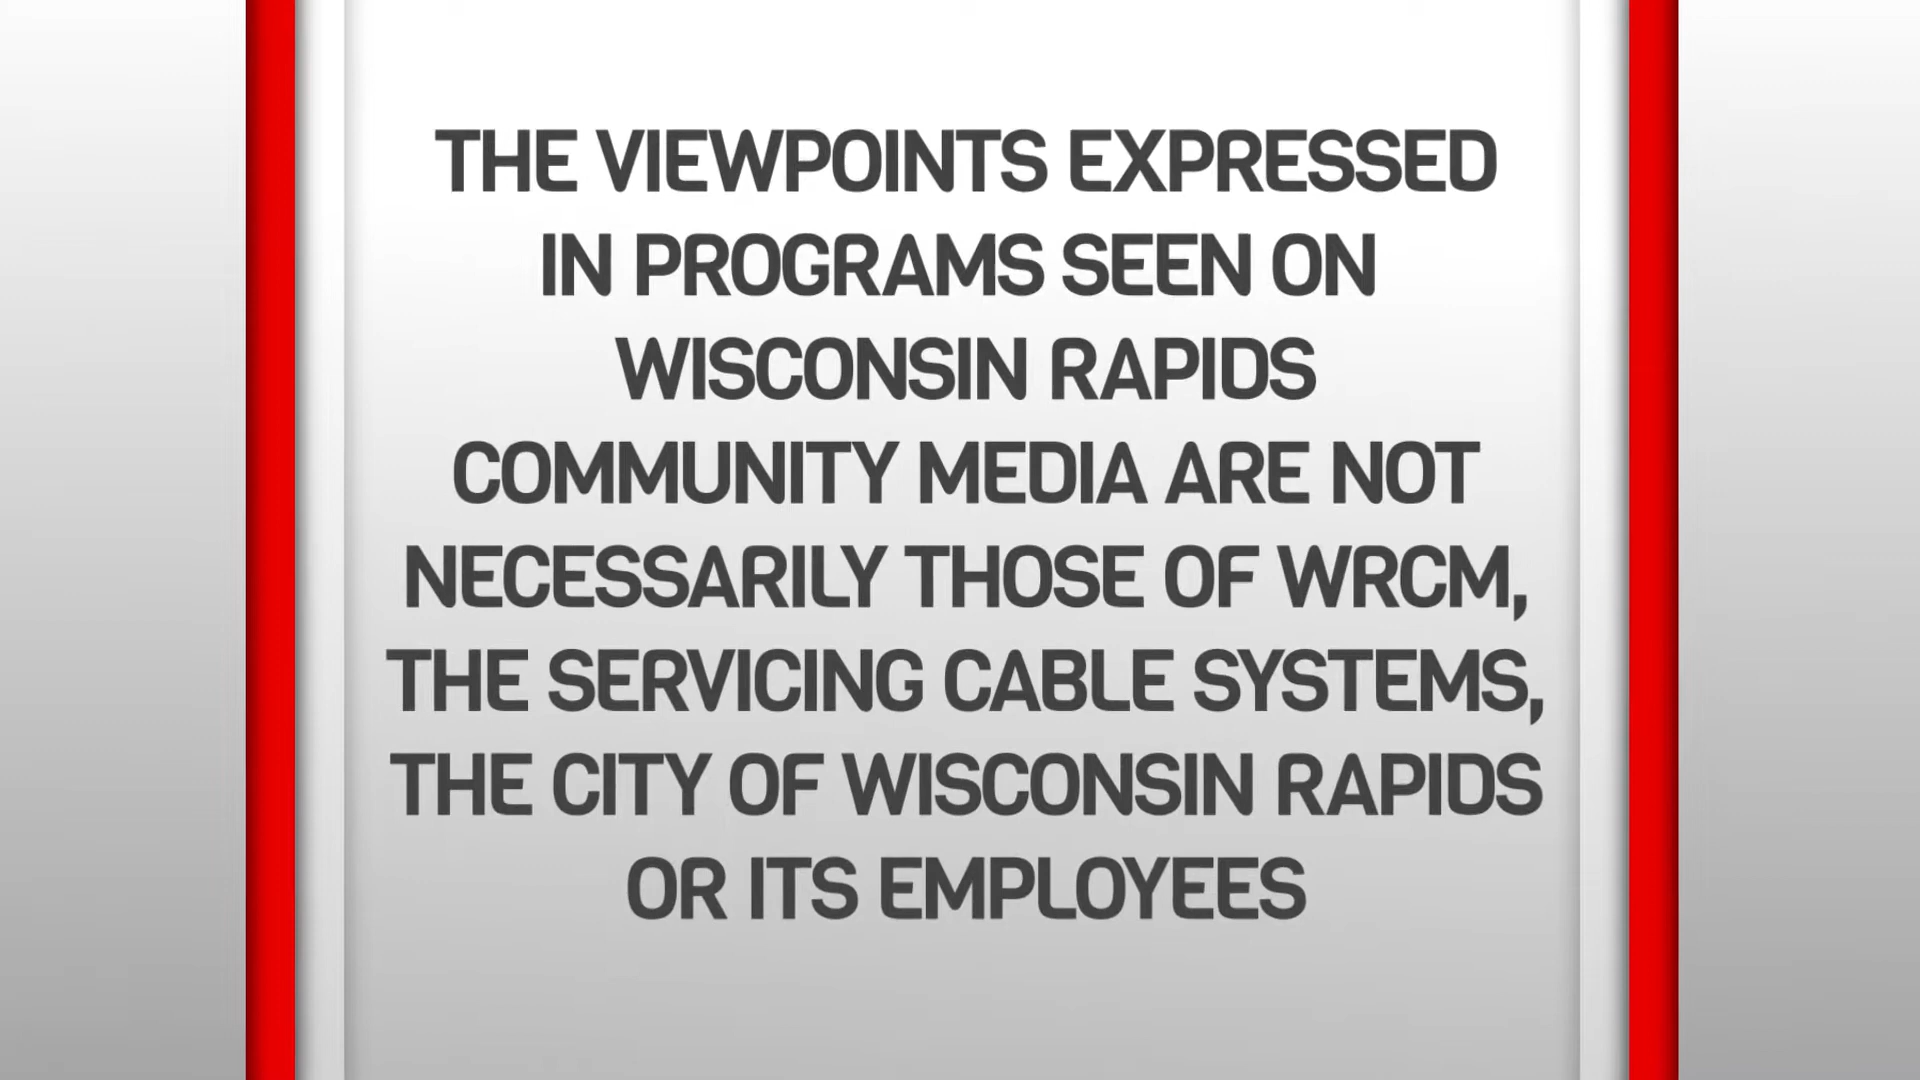 THE VIEWPOINTS EXPRESSED
IN PROGRAMS SEEN ON
WISCONSIN RAPIDS
COMMUNITY MEDIA ARE NOT
NECESSARILY THOSE OF WRCM,
THE SERVICING CABLE SYSTEMS,
THE CITY OF WISCONSIN RAPIDS
OR ITS EMPLOYEES